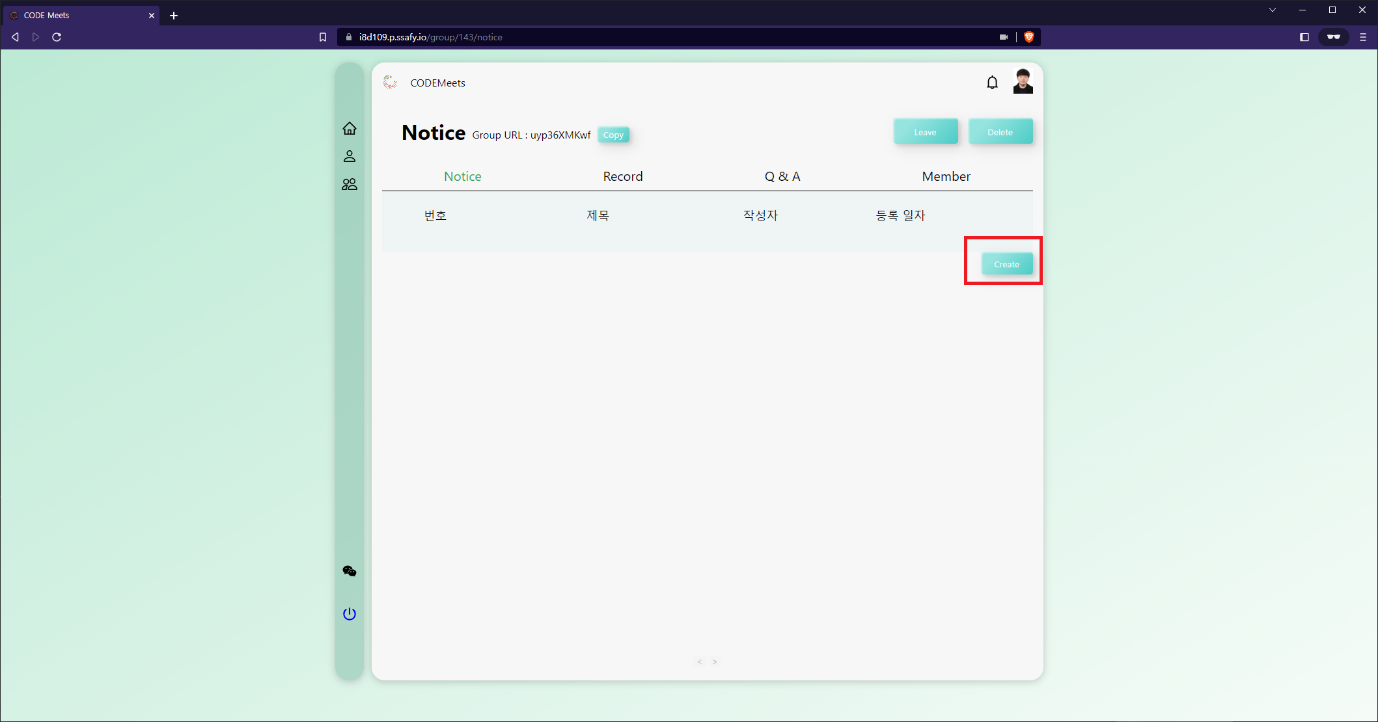 CODE Meets
i8d109.p.ssafy.io/group/143/notice
CODEMeets
Notice Group URL : uyp36XMKwf Copy Leave Delete
Notice Record Q & A Member
번호 제목 작성자 등록 일자
Create
< >